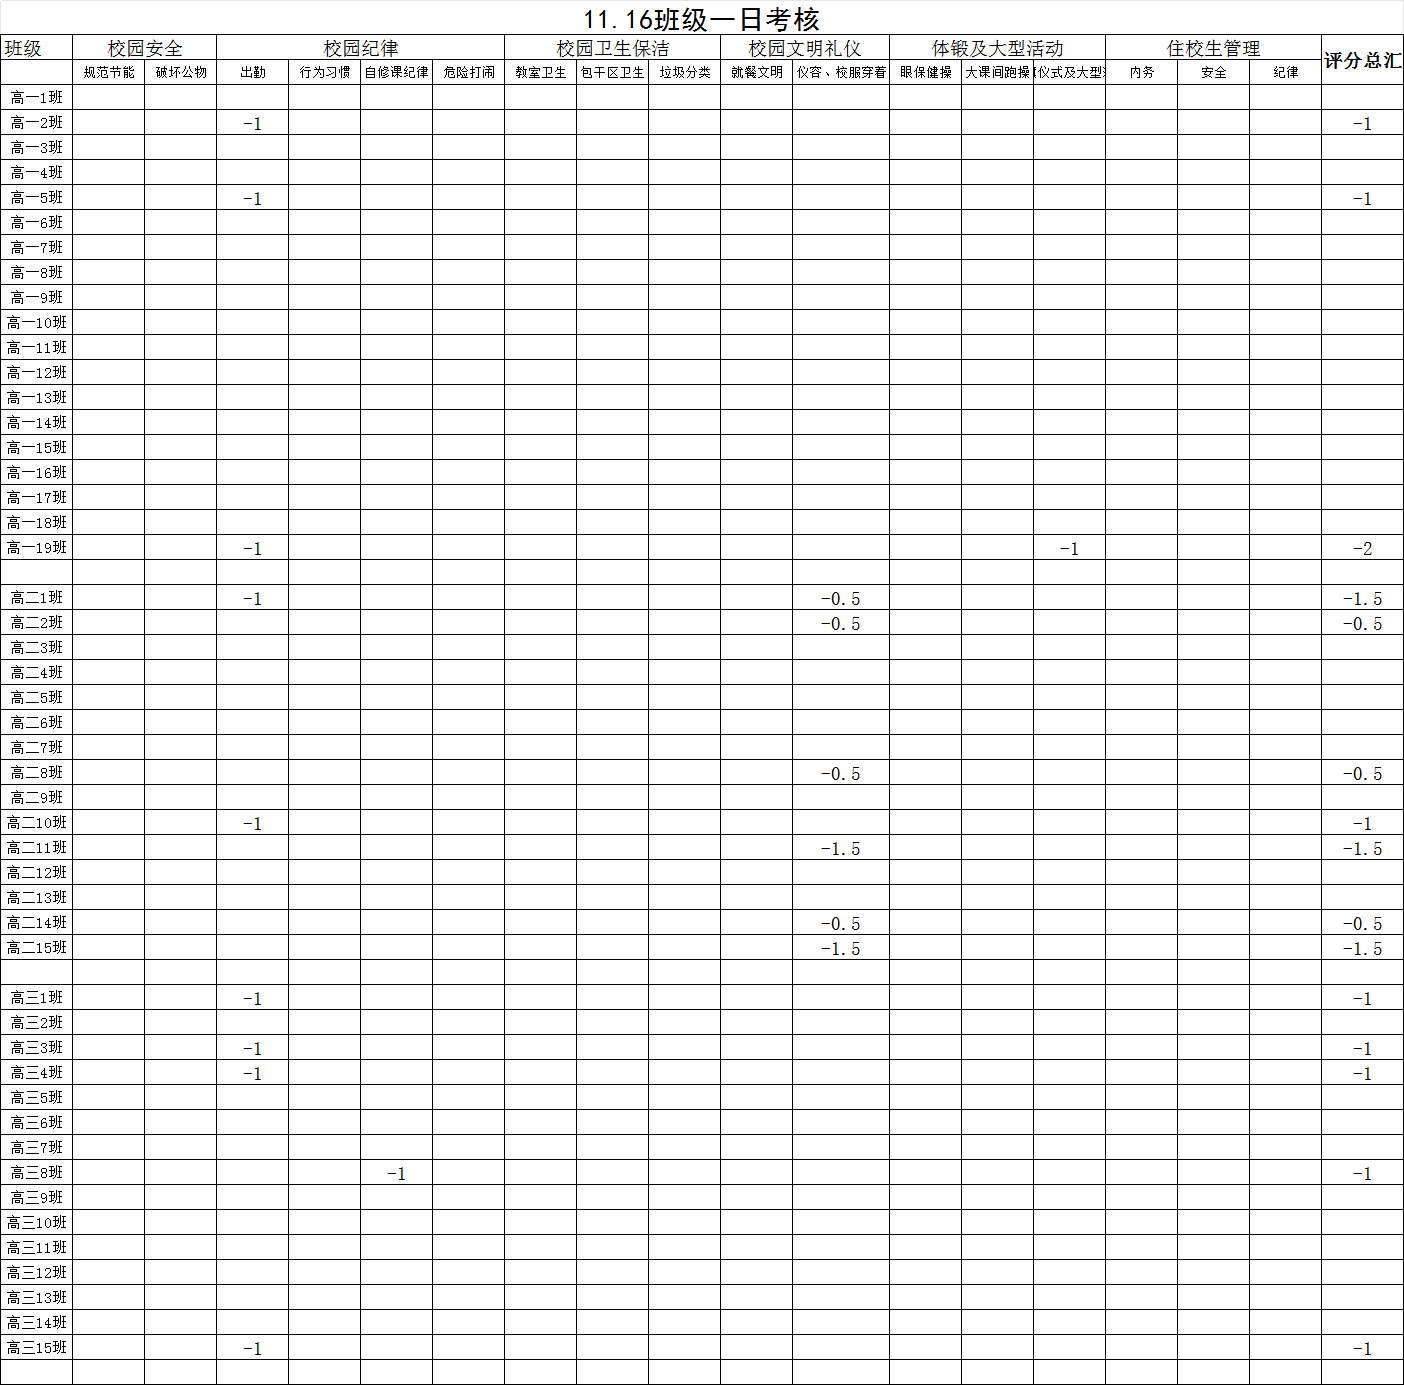 11.16班级一日考核
班级 校园安全 校园纪律 校园卫生保洁 校园文明礼仪 体锻及大型活动 住校生管理 评分总汇
规范节能 破坏公物 出勤 行为习惯 自修课纪律 危险打闹 教室卫生 包干区卫生 垃圾分类 就餐文明 仪容、校服穿着 眼保健操 大课间跑操 仪式及大型 内务 安全 纪律
高一1班
高一2班 -1 -1
高一3班
高一4班
高一5班 -1 -1
高一6班
高一7班
高一8班
高一9班
高一10班
高一11班
高一12班
高一13班
高一14班
高一15班
高一16班
高一17班
高一18班
高一19班 -1 -1 -2
高二1班 -1 -0.5 -1.5
高二2班 -0.5 -0.5
高二3班
高二4班
高二5班
高二6班
高二7班
高二8班 -0.5 -0.5
高二9班
高二10班 -1 -1
高二11班 -1.5 -1.5
高二12班
高二13班
高二14班 -0.5 -0.5
高二15班 -1.5 -1.5
高三1班 -1 -1
高三2班
高三3班 -1 -1
高三4班 -1 -1
高三5班
高三6班
高三7班
高三8班 -1 -1
高三9班
高三10班
高三11班
高三12班
高三13班
高三14班
高三15班 -1 -1